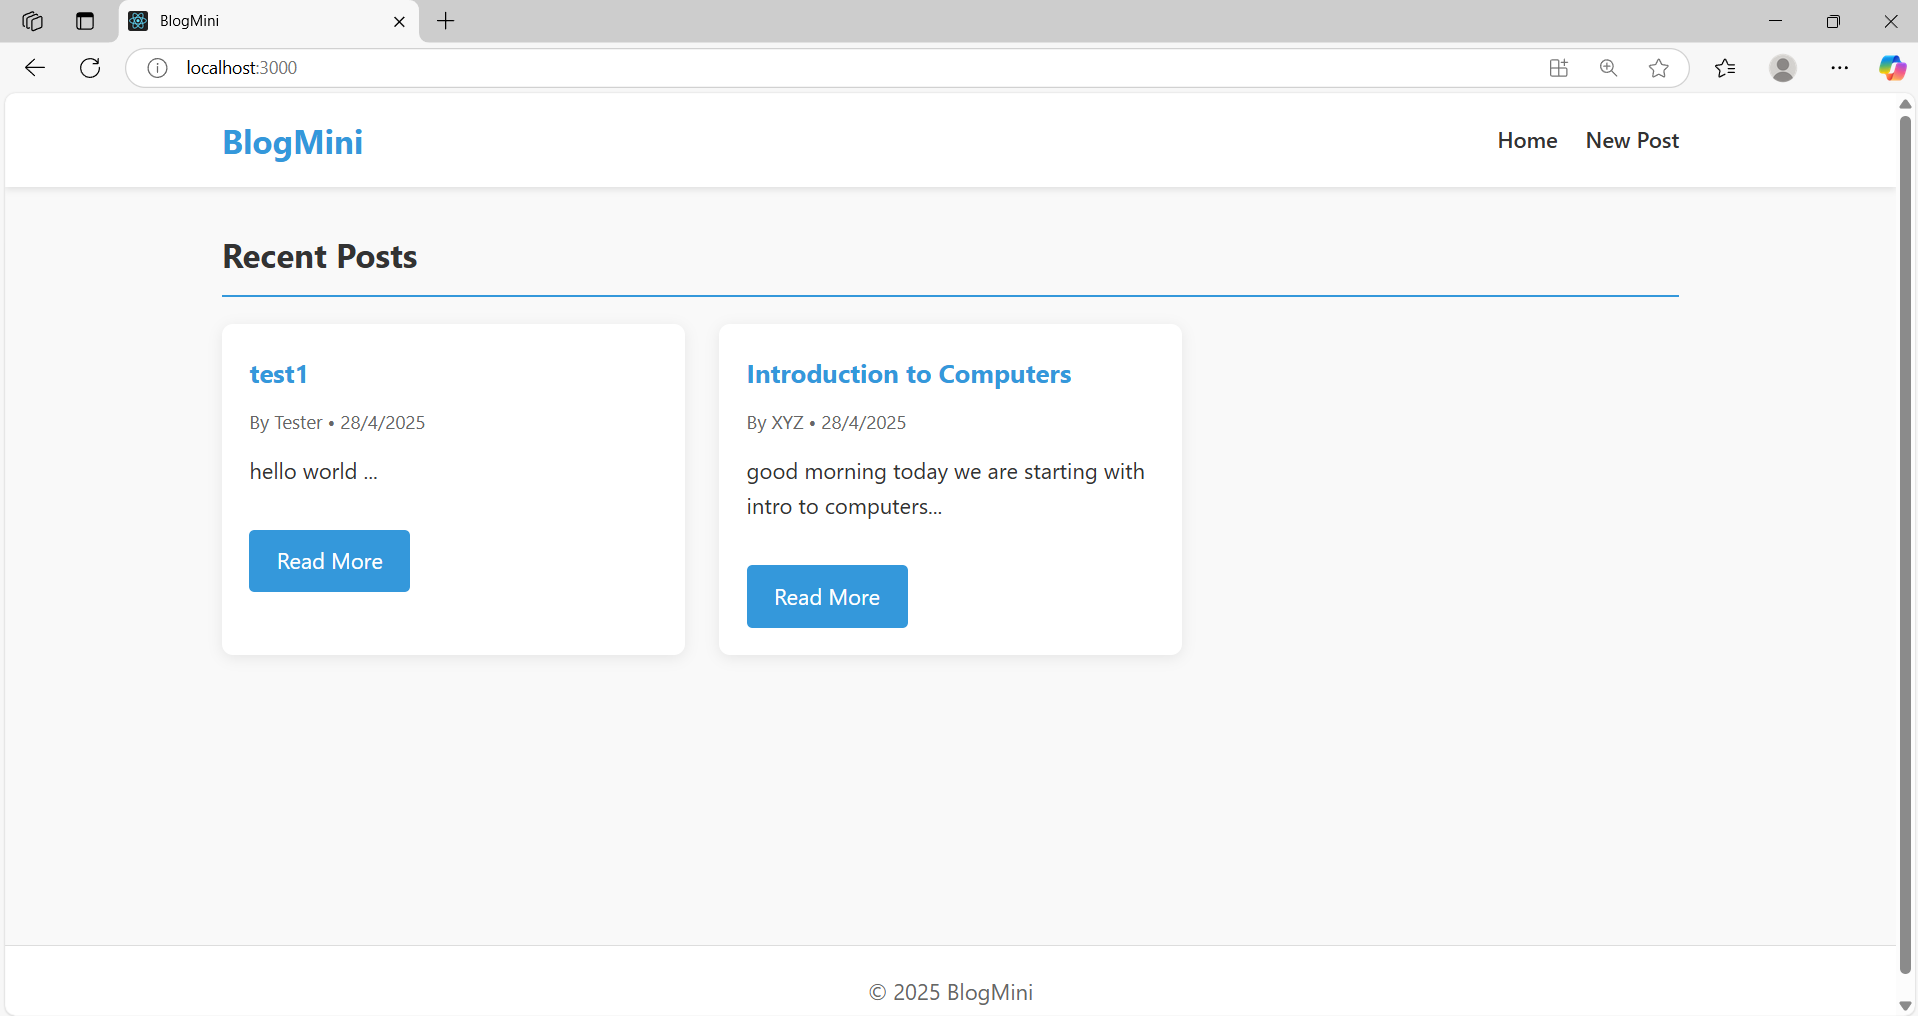 BlogMini
localhost:3000
BlogMini
Home New Post
Recent Posts
test1
By Tester • 28/4/2025
hello world ...
Read More
Introduction to Computers
By XYZ • 28/4/2025
good morning today we are starting with
intro to computers...
Read More
© 2025 BlogMini